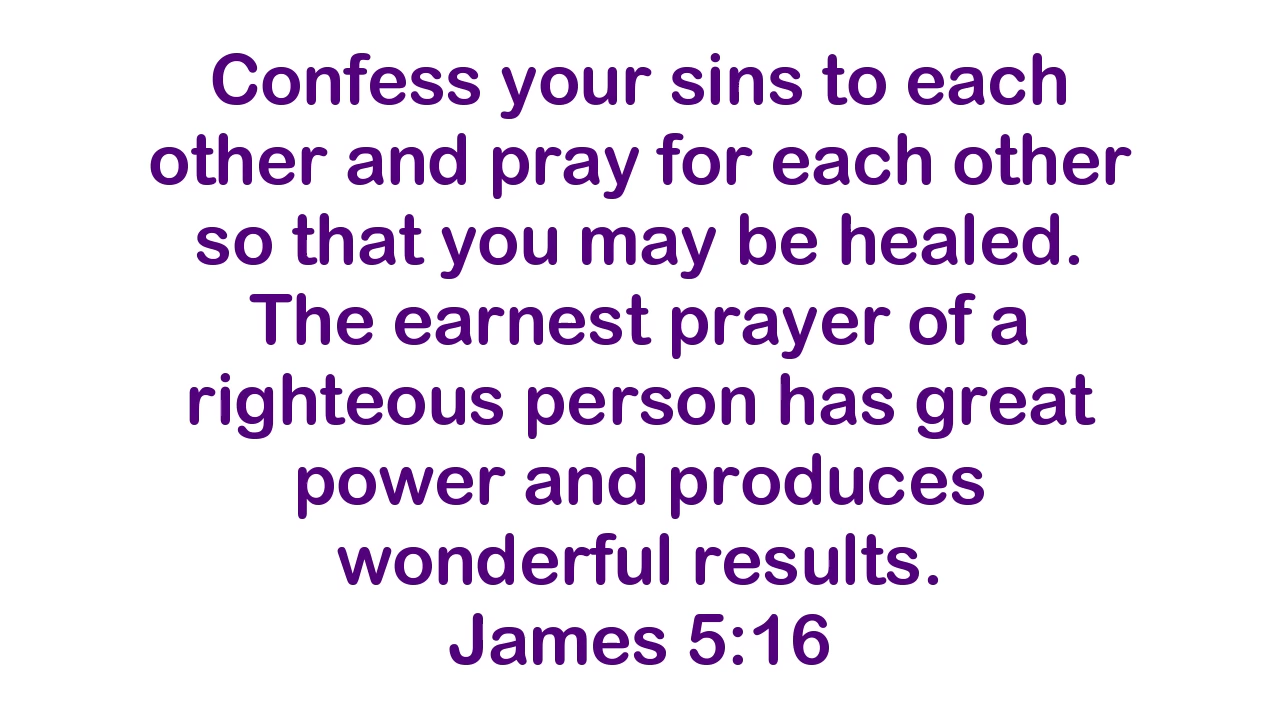 Confess your sins to each
other and pray for each other
so that you may be healed.
The earnest prayer of a
righteous person has great
power and produces
wonderful results.
James 5:16